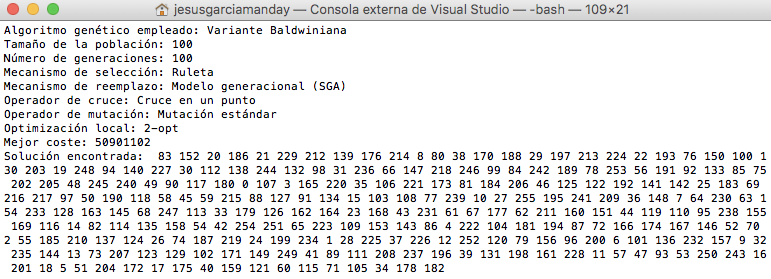 jesusgarciamanday — Consola externa de Visual Studio — -bash — 109×21
Algoritmo genético empleado: Variante Baldwiniana
Tamaño de la población: 100
Número de generaciones: 100
Mecanismo de selección: Ruleta
Mecanismo de reemplazo: Modelo generacional (SGA)
Operador de cruce: Cruce en un punto
Operador de mutación: Mutación estándar
Optimización local: 2-opt
Mejor coste: 50901102
Solución encontrada:  83 152 20 186 21 229 212 139 176 214 8 80 38 170 188 29 197 213 224 22 193 76 150 100 1
30 203 19 248 94 140 227 30 112 138 244 132 98 31 236 66 147 218 246 99 84 242 189 78 253 56 191 92 133 85 75
 202 205 48 245 240 49 90 117 180 0 107 3 165 220 35 106 221 173 81 184 206 46 125 122 192 141 142 25 183 69
216 217 97 50 190 118 58 45 59 215 88 127 91 134 15 103 108 77 239 10 27 255 195 241 209 36 148 7 64 230 63 1
54 233 128 163 145 68 247 113 33 179 126 162 164 23 168 43 231 61 67 177 62 211 160 151 44 119 110 95 238 155
 169 116 14 82 114 135 158 54 42 254 251 65 223 109 153 143 86 4 222 104 181 194 87 72 166 174 167 146 52 70
2 55 185 210 137 124 26 74 187 219 24 199 234 1 28 225 37 226 12 252 120 79 156 96 200 6 101 136 232 157 9 32
 235 144 13 73 207 123 129 102 171 149 249 41 89 111 208 237 196 39 131 198 161 228 11 57 47 93 53 250 243 16
 201 18 5 51 204 172 17 175 40 159 121 60 115 71 105 34 178 182